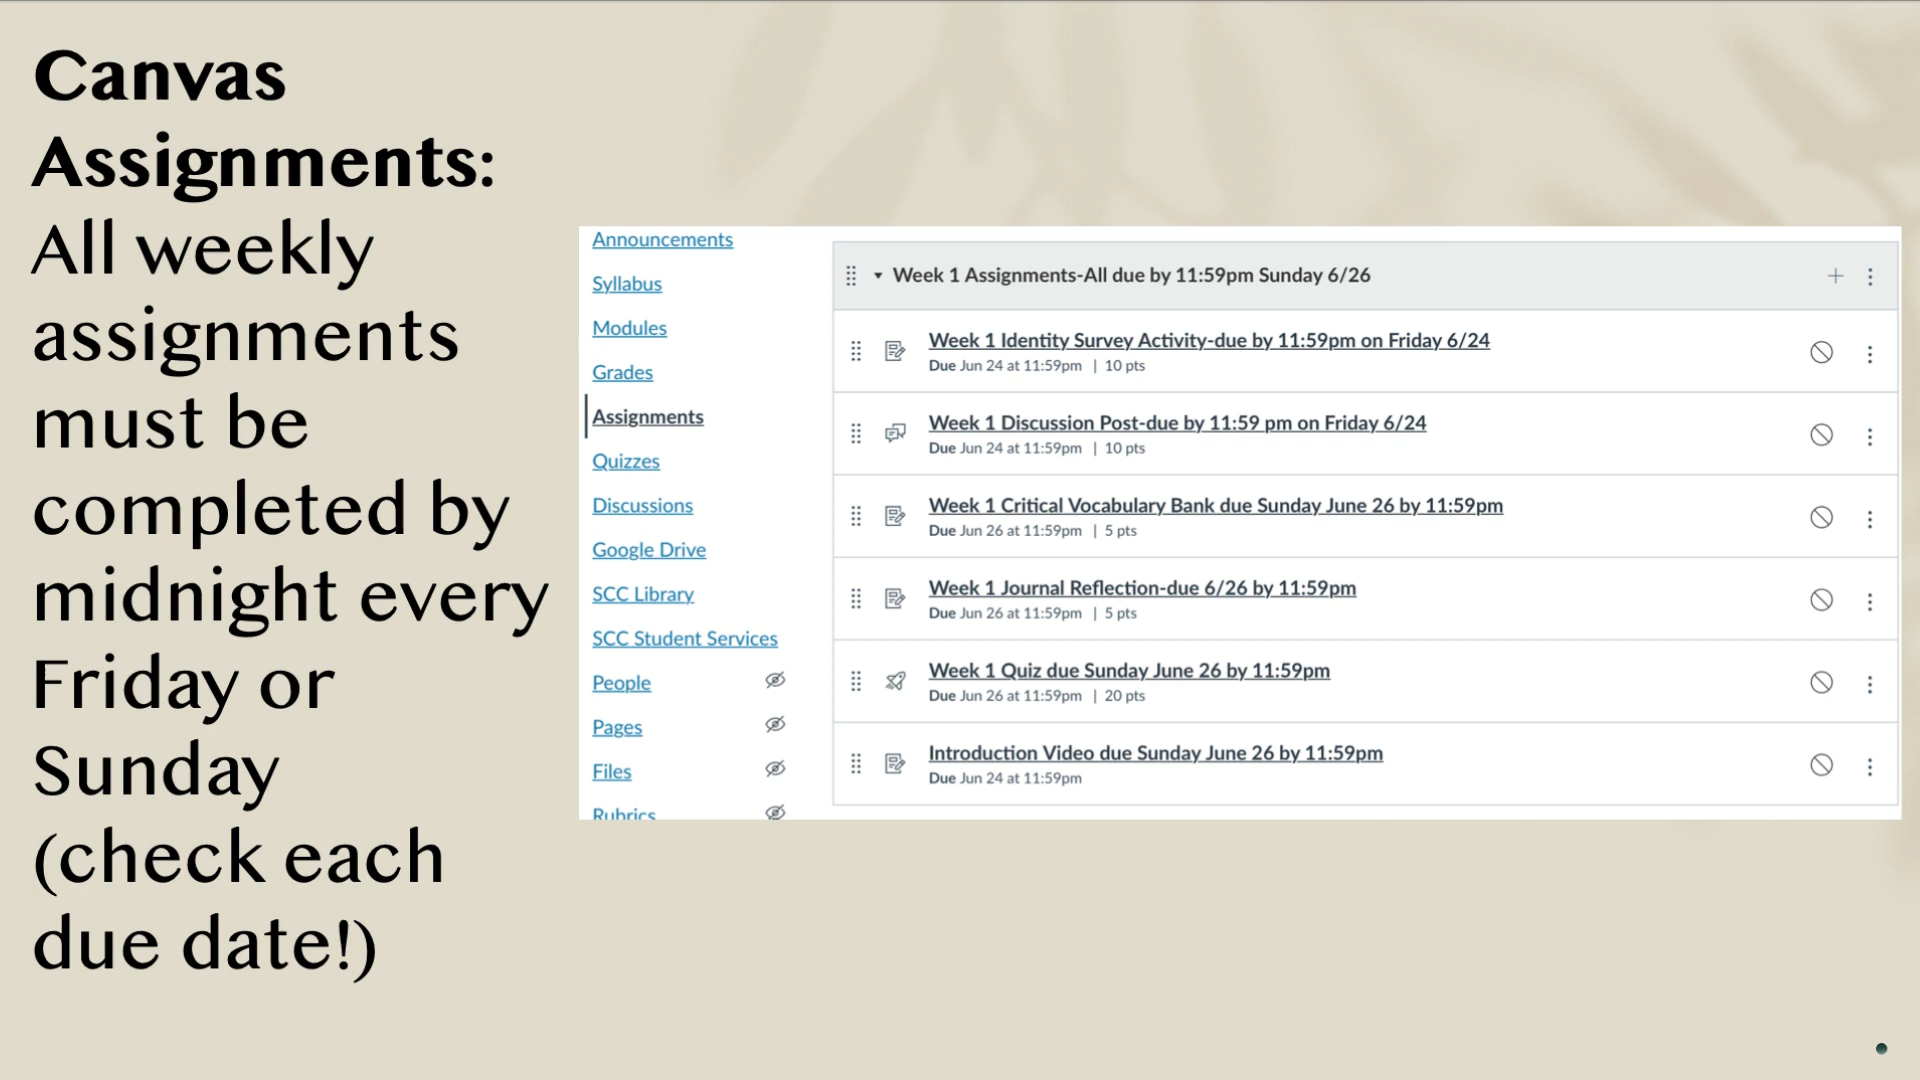 Canvas
Assignments:
All weekly
assignments
must be
completed by
midnight every
Friday or
Sunday
(check each
due date!)
Announcements
Syllabus
Modules
Grades
Assignments
Quizzes
Discussions
Google Drive
SCC Library
SCC Student Services
People
Pages
Files
Rubrics
Week 1 Assignments-All due by 11:59pm Sunday 6/26
Week 1 Identity Survey Activity-due by 11:59pm on Friday 6/24
Due Jun 24 at 11:59pm | 10 pts
Week 1 Discussion Post-due by 11:59 pm on Friday 6/24
Due Jun 24 at 11:59pm | 10 pts
Week 1 Critical Vocabulary Bank due Sunday June 26 by 11:59pm
Due Jun 26 at 11:59pm | 5 pts
Week 1 Journal Reflection-due 6/26 by 11:59pm
Due Jun 26 at 11:59pm | 5 pts
Week 1 Quiz due Sunday June 26 by 11:59pm
Due Jun 26 at 11:59pm | 20 pts
Introduction Video due Sunday June 26 by 11:59pm
Due Jun 24 at 11:59pm